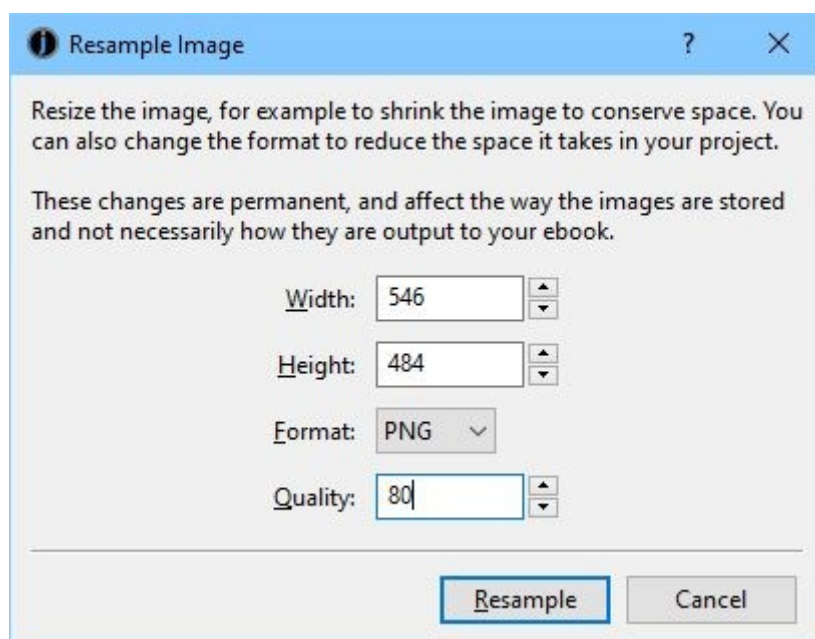 Resample Image
Resize the image, for example to shrink the image to conserve space. You
can also change the format to reduce the space it takes in your project.
These changes are permanent, and affect the way the images are stored
and not necessarily how they are output to your ebook.
Width: 546
Height: 484
Format: PNG
Quality: 80
Resample Cancel